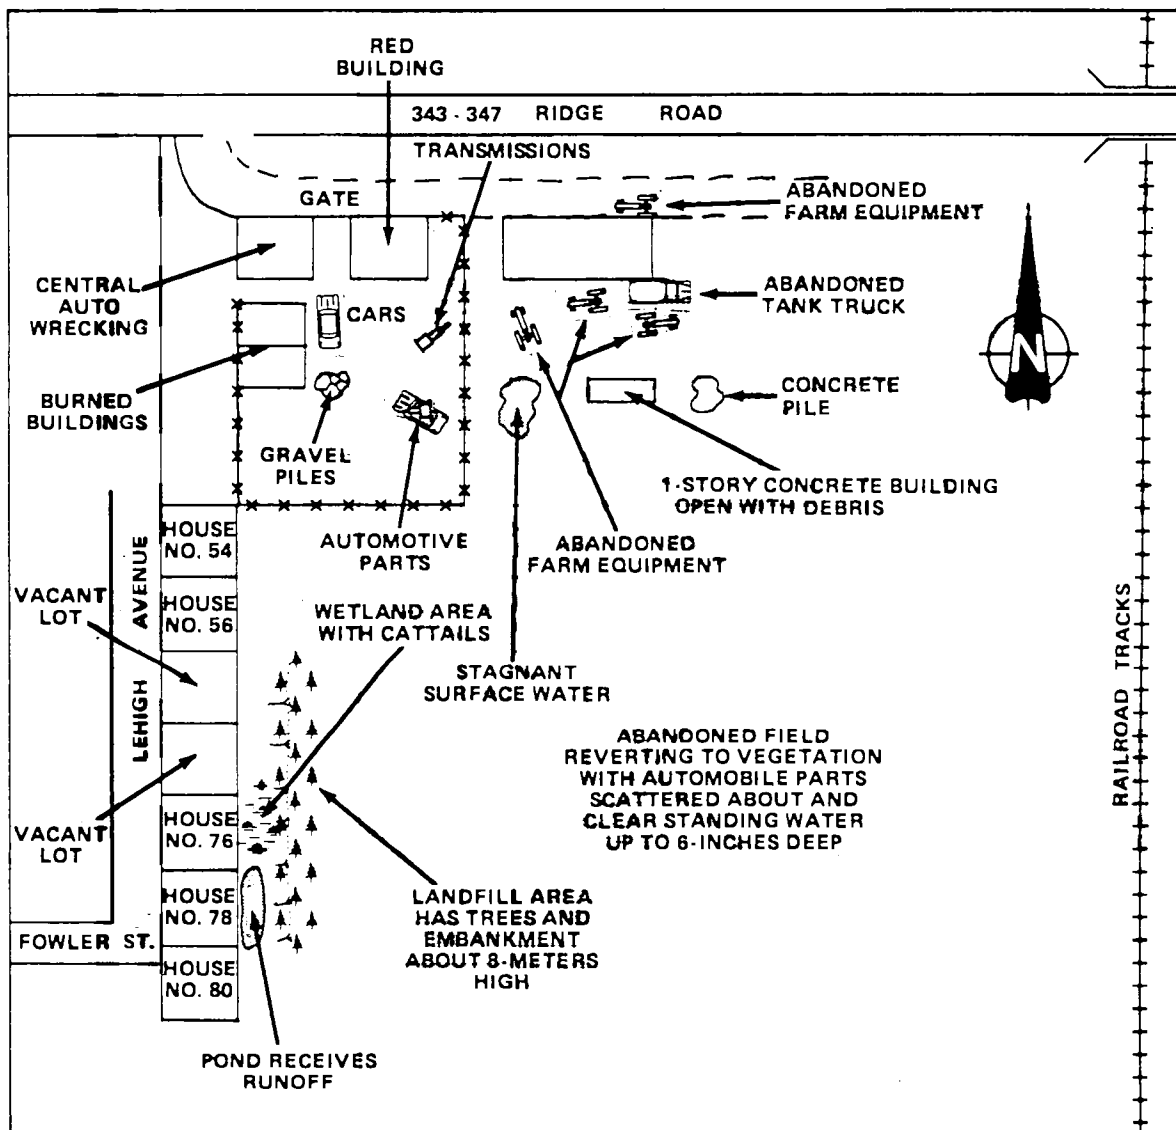 RED
BUILDING
343 - 347 RIDGE ROAD
TRANSMISSIONS
GATE
ABANDONED
FARM EQUIPMENT
CENTRAL
AUTO
WRECKING
CARS
ABANDONED
TANK TRUCK
N
BURNED
BUILDINGS
CONCRETE
PILE
GRAVEL
PILES
1-STORY CONCRETE BUILDING
OPEN WITH DEBRIS
HOUSE
NO. 54
AUTOMOTIVE
PARTS
ABANDONED
FARM EQUIPMENT
VACANT
LOT
LEHIGH AVENUE
HOUSE
NO. 56
WETLAND AREA
WITH CATTAILS
STAGNANT
SURFACE WATER
RAILROAD TRACKS
ABANDONED FIELD
REVERTING TO VEGETATION
WITH AUTOMOBILE PARTS
SCATTERED ABOUT AND
CLEAR STANDING WATER
UP TO 6-INCHES DEEP
VACANT
LOT
HOUSE
NO. 76
HOUSE
NO. 78
LANDFILL AREA
HAS TREES AND
EMBANKMENT
ABOUT 8-METERS
HIGH
FOWLER ST.
HOUSE
NO. 80
POND RECEIVES
RUNOFF